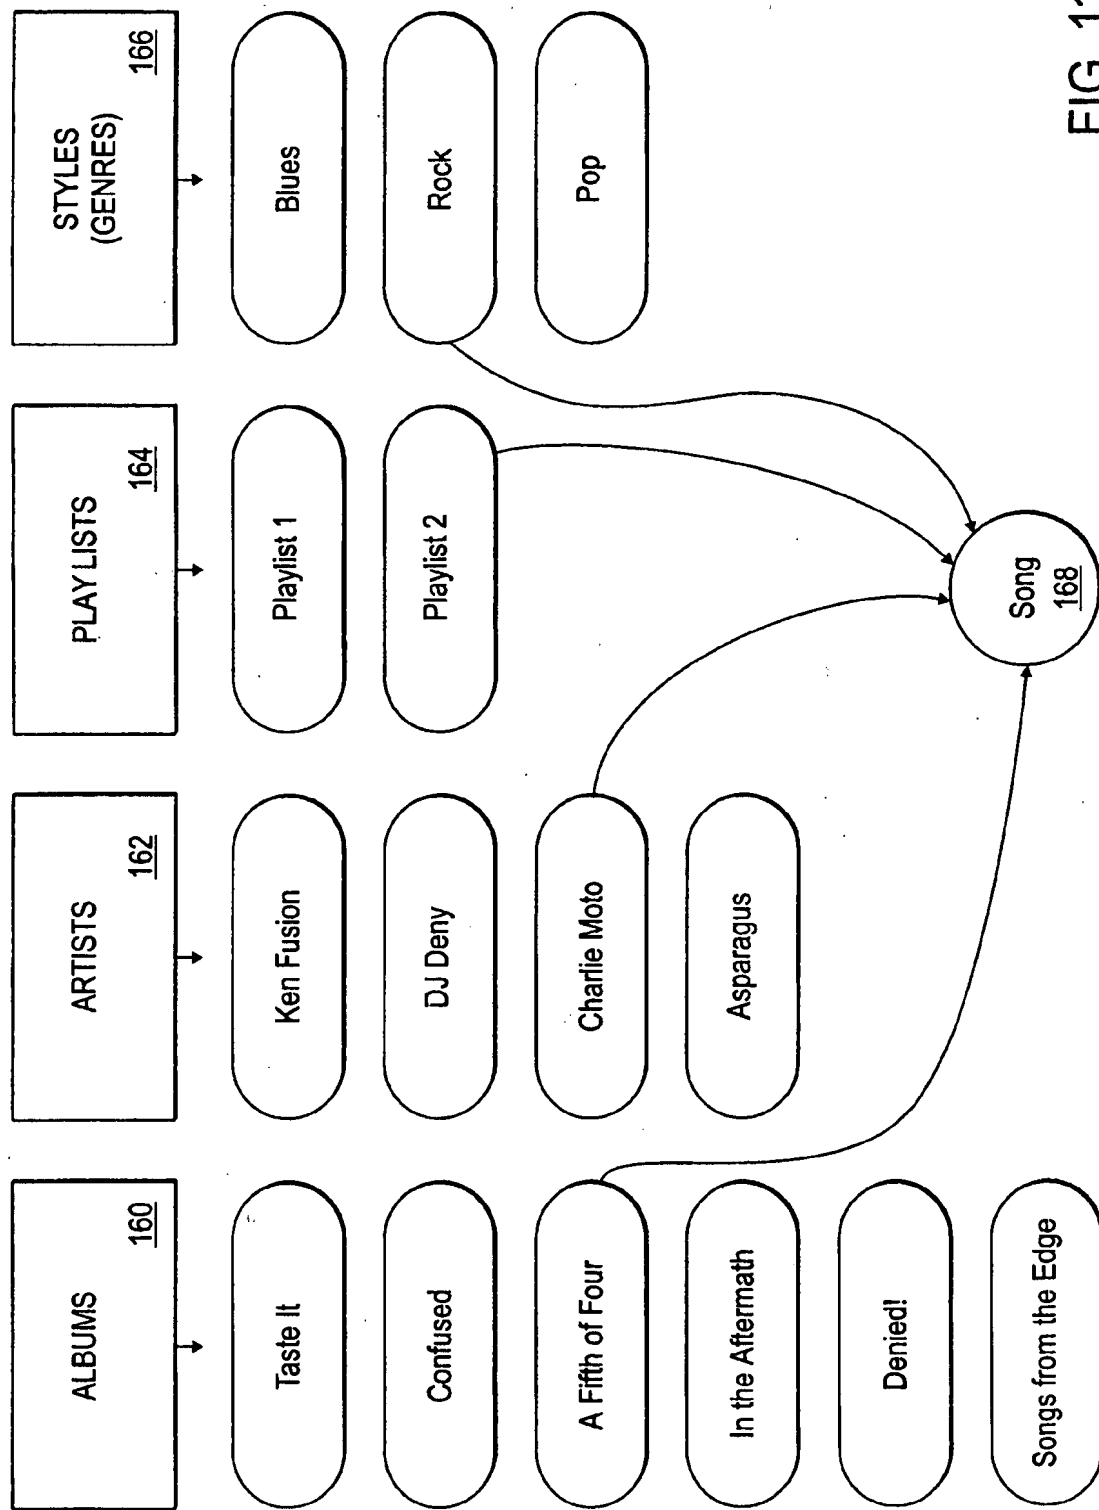 ALBUMS
160
Taste It
Confused
A Fifth of Four
In the Aftermath
Denied!
Songs from the Edge
ARTISTS
162
Ken Fusion
DJ Deny
Charlie Moto
Asparagus
PLAYLISTS
164
Playlist 1
Playlist 2
STYLES
(GENRES)
166
Blues
Rock
Pop
Song
168
FIG. 11